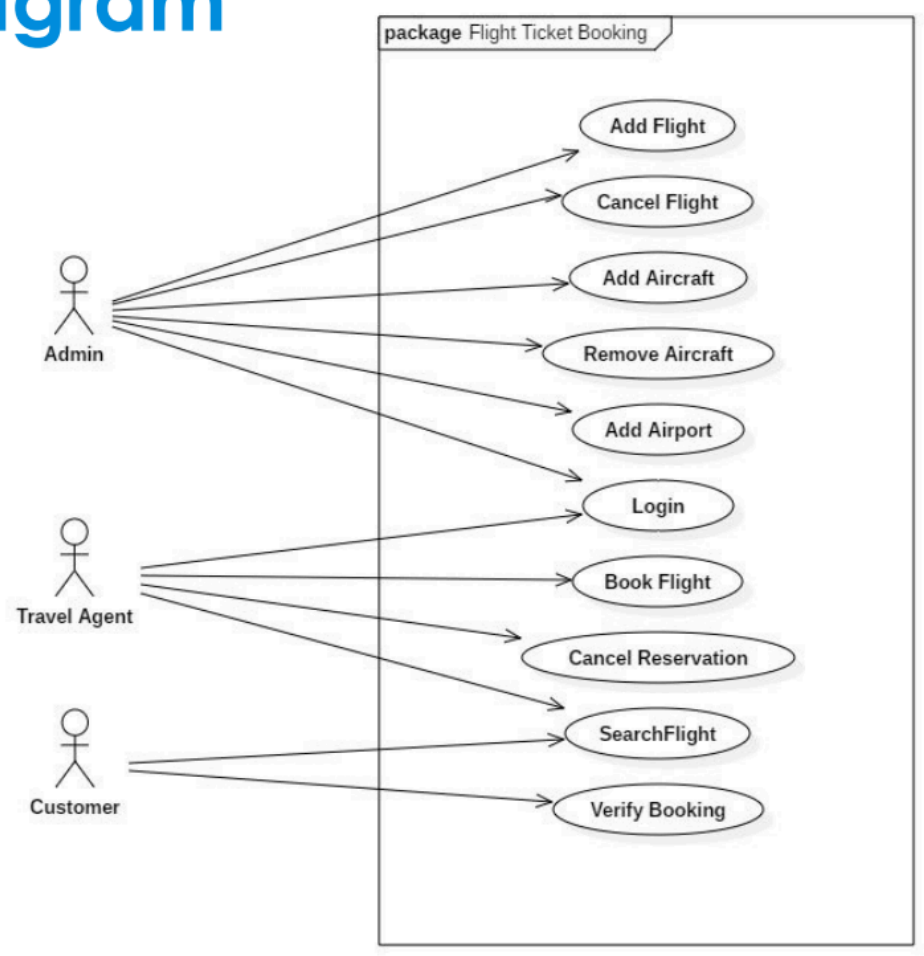 agram
package Flight Ticket Booking
Add Flight
Cancel Flight
Add Aircraft
Admin
Remove Aircraft
Add Airport
Login
Book Flight
Travel Agent
Cancel Reservation
SearchFlight
Customer
Verify Booking